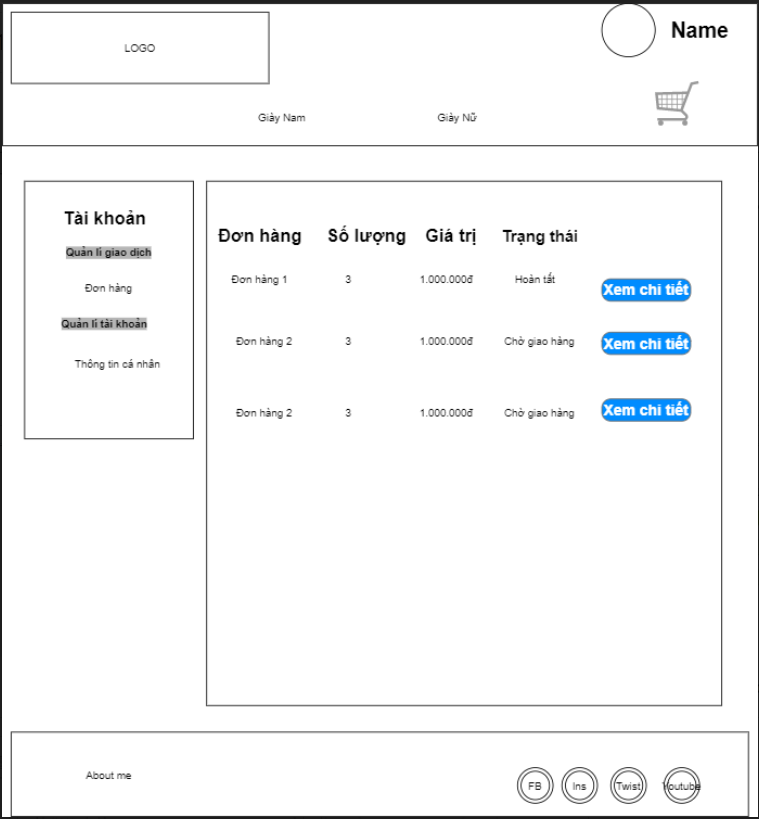 LOGO
Name
Giày Nam
Giày Nữ
Tài khoản
Quản lí giao dịch
Đơn hàng
Quản lí tài khoản
Thông tin cá nhân
Đơn hàng Số lượng Giá trị Trạng thái
Đơn hàng 1 3 1.000.000đ Hoàn tất Xem chi tiết
Đơn hàng 2 3 1.000.000đ Chờ giao hàng Xem chi tiết
Đơn hàng 2 3 1.000.000đ Chờ giao hàng Xem chi tiết
About me
FB Ins Twist Youtube